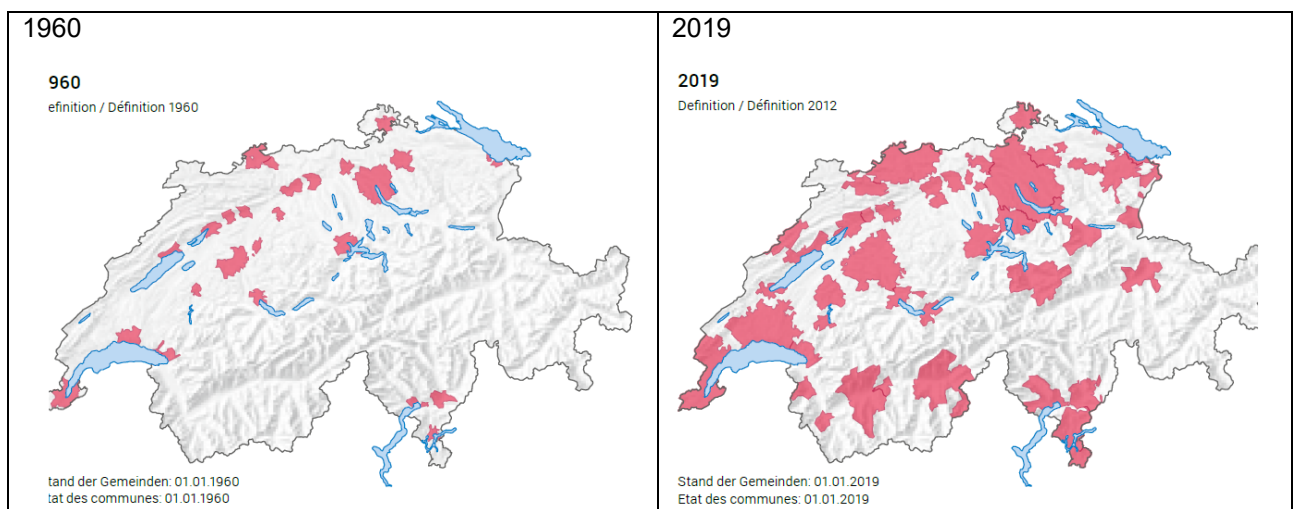 1960
960
efinition / Définition 1960
tand der Gemeinden: 01.01.1960
tat des communes: 01.01.1960
2019
2019
Definition / Définition 2012
Stand der Gemeinden: 01.01.2019
Etat des communes: 01.01.2019